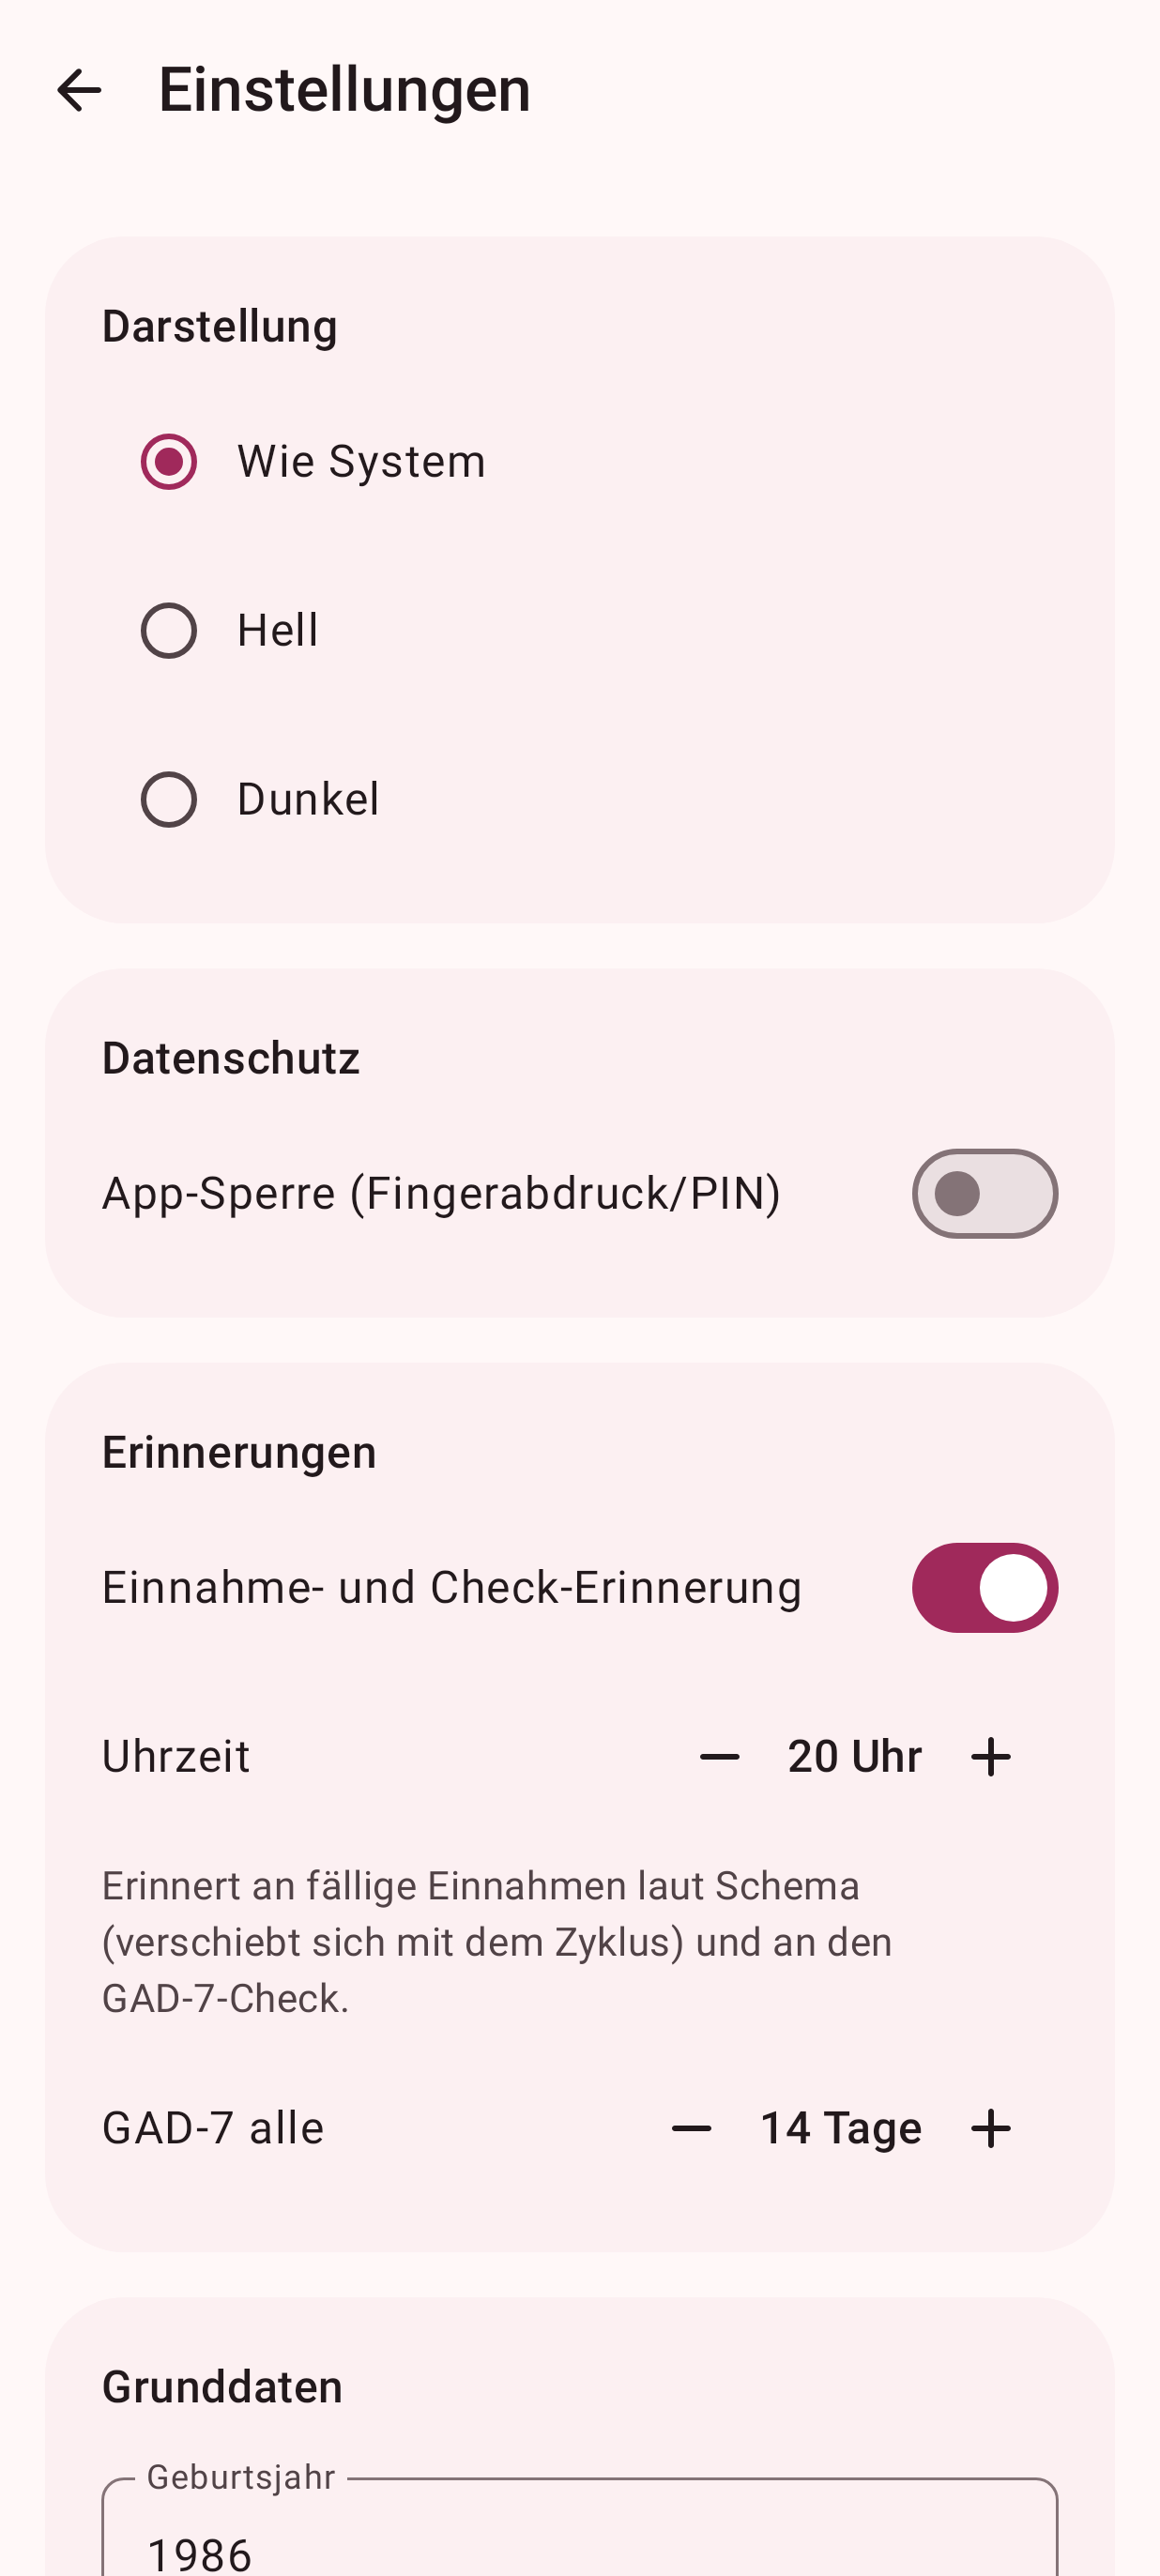 Einstellungen
Darstellung
Wie System
Hell
Dunkel
Datenschutz
App-Sperre (Fingerabdruck/PIN)
Erinnerungen
Einnahme- und Check-Erinnerung
Uhrzeit 20 Uhr
Erinnert an fällige Einnahmen laut Schema
(verschiebt sich mit dem Zyklus) und an den
GAD-7-Check.
GAD-7 alle 14 Tage
Grunddaten
Geburtsjahr
1986